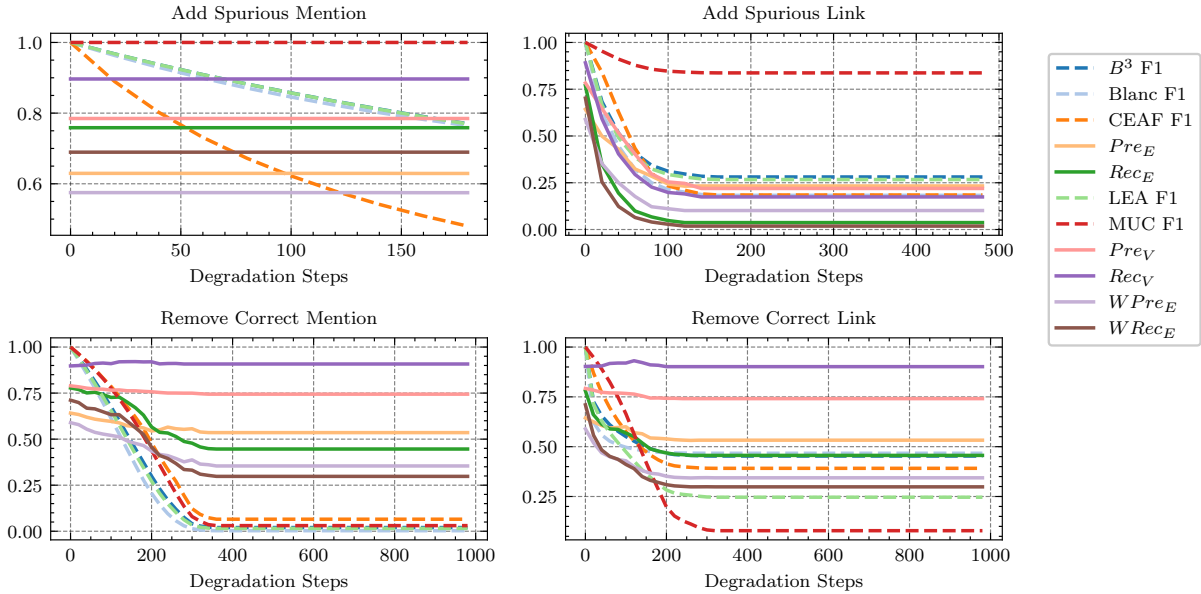 Add Spurious Mention
1.0
0.8
0.6
0
50
100
150
Degradation Steps
Add Spurious Link
1.00
0.75
0.50
0.25
0.00
0
100
200
300
400
500
Degradation Steps
B³ F1
Blanc F1
CEAF F1
Pre_E
Rec_E
LEA F1
MUC F1
Pre_V
Rec_V
WPre_E
WRec_E
Remove Correct Mention
1.00
0.75
0.50
0.25
0.00
0
200
400
600
800
1000
Degradation Steps
Remove Correct Link
1.00
0.75
0.50
0.25
0
200
400
600
800
1000
Degradation Steps